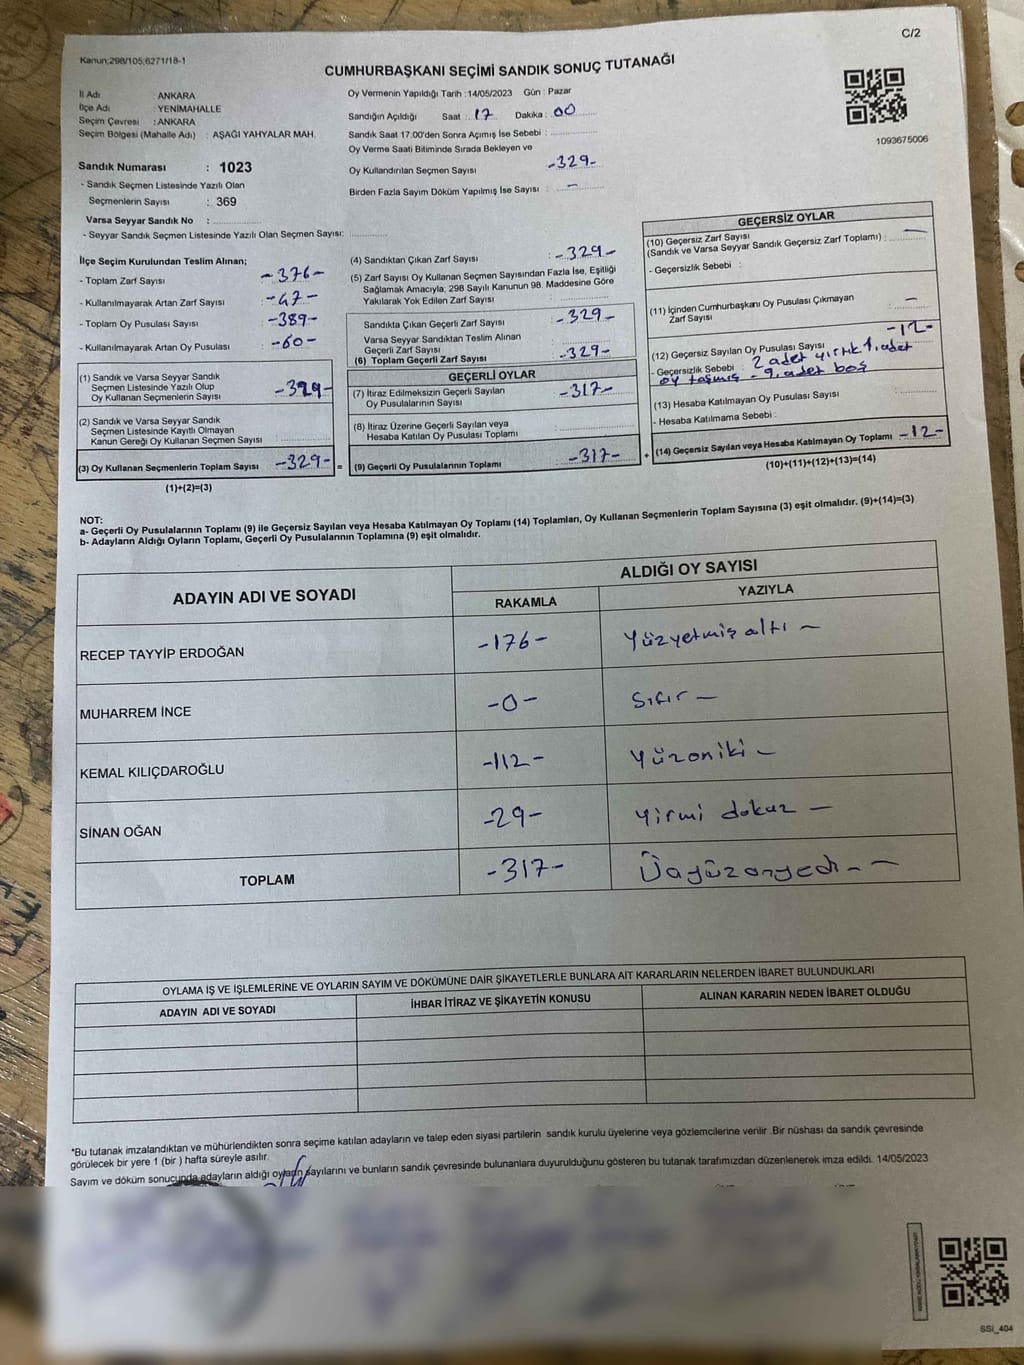 C/2
Kanun;298/105;6271/18-1
CUMHURBAŞKANI SEÇİMİ SANDIK SONUÇ TUTANAĞI
İl Adı : ANKARA
İlçe Adı : YENİMAHALLE
Seçim Çevresi : ANKARA
Seçim Bölgesi (Mahalle Adı) : AŞAĞI YAHYALAR MAH.
Sandık Numarası : 1023
- Sandık Seçmen Listesinde Yazılı Olan
Seçmenlerin Sayısı : 369
Varsa Seyyar Sandık No :
- Seyyar Sandık Seçmen Listesinde Yazılı Olan Seçmen Sayısı:
Oy Vermenin Yapıldığı Tarih : 14/05/2023 Gün : Pazar
Sandığın Açıldığı Saat : 17 Dakika : 00
Sandık Saat 17.00'den Sonra Açımış İse Sebebi :
Oy Verme Saati Bitiminde Sırada Bekleyen ve
Oy Kullandırılan Seçmen Sayısı -329-
Birden Fazla Sayım Döküm Yapılmış İse Sayısı : -
1093675006
İlçe Seçim Kurulundan Teslim Alınan;
- Toplam Zarf Sayısı : -376-
- Kullanılmayarak Artan Zarf Sayısı : -47-
- Toplam Oy Pusulası Sayısı : -389-
- Kullanılmayarak Artan Oy Pusulası : -60-
(1) Sandık ve Varsa Seyyar Sandık
Seçmen Listesinde Yazılı Olup
Oy Kullanan Seçmenlerin Sayısı -329-
(2) Sandık ve Varsa Seyyar Sandık
Seçmen Listesinde Kayıtlı Olmayan
Kanun Gereği Oy Kullanan Seçmen Sayısı
(3) Oy Kullanan Seçmenlerin Toplam Sayısı -329- =
(1)+(2)=(3)
(4) Sandıktan Çıkan Zarf Sayısı : -329-
(5) Zarf Sayısı Oy Kullanan Seçmen Sayısından Fazla İse, Eşitliği
Sağlamak Amacıyla; 298 Sayılı Kanunun 98. Maddesine Göre
Yakılarak Yok Edilen Zarf Sayısı :
Sandıkta Çıkan Geçerli Zarf Sayısı : -329-
Varsa Seyyar Sandıktan Teslim Alınan
Geçerli Zarf Sayısı
(6) Toplam Geçerli Zarf Sayısı : -329-
GEÇERLİ OYLAR
(7) İtiraz Edilmeksizin Geçerli Sayılan
Oy Pusulalarının Sayısı : -317-
(8) İtiraz Üzerine Geçerli Sayılan veya
Hesaba Katılan Oy Pusulası Toplamı :
(9) Geçerli Oy Pusulalarının Toplamı : -317- +
GEÇERSİZ OYLAR
(10) Geçersiz Zarf Sayısı
(Sandık ve Varsa Seyyar Sandık Geçersiz Zarf Toplamı) : -
- Geçersizlik Sebebi :
(11) İçinden Cumhurbaşkanı Oy Pusulası Çıkmayan
Zarf Sayısı : -
(12) Geçersiz Sayılan Oy Pusulası Sayısı : -12-
- Geçersizlik Sebebi : 2 adet yırtık 1. adet
oy taşmış - 9. adet boş
(13) Hesaba Katılmayan Oy Pusulası Sayısı :
- Hesaba Katılmama Sebebi :
(14) Geçersiz Sayılan veya Hesaba Katılmayan Oy Toplamı -12-
(10)+(11)+(12)+(13)=(14)
NOT:
a- Geçerli Oy Pusulalarının Toplamı (9) ile Geçersiz Sayılan veya Hesaba Katılmayan Oy Toplamı (14) Toplamları, Oy Kullanan Seçmenlerin Toplam Sayısına (3) eşit olmalıdır. (9)+(14)=(3)
b- Adayların Aldığı Oyların Toplamı, Geçerli Oy Pusulalarının Toplamına (9) eşit olmalıdır.
ADAYIN ADI VE SOYADI ALDIĞI OY SAYISI
RAKAMLA YAZIYLA
RECEP TAYYİP ERDOĞAN -176- Yüzyetmiş altı -
MUHARREM İNCE -0- Sıfır -
KEMAL KILIÇDAROĞLU -112- Yüzoniki -
SİNAN OĞAN -29- Yirmi dokuz -
TOPLAM -317- Üçyüzonyedi - -
OYLAMA İŞ VE İŞLEMLERİNE VE OYLARIN SAYIM VE DÖKÜMÜNE DAİR ŞİKAYETLERLE BUNLARA AİT KARARLARIN NELERDEN İBARET BULUNDUKLARI
ADAYIN ADI VE SOYADI İHBAR İTİRAZ VE ŞİKAYETİN KONUSU ALINAN KARARIN NEDEN İBARET OLDUĞU
*Bu tutanak imzalandıktan ve mühürlendikten sonra seçime katılan adayların ve talep eden siyasi partilerin sandık kurulu üyelerine veya gözlemcilerine verilir. Bir nüshası da sandık çevresinde
görülecek bir yere 1 (bir ) hafta süreyle asılır.
Sayım ve döküm sonucunda adayların aldığı oyların sayılarını ve bunların sandık çevresinde bulunanlara duyurulduğunu gösteren bu tutanak tarafımızdan düzenlenerek imza edildi. 14/05/2023
SSİ_404